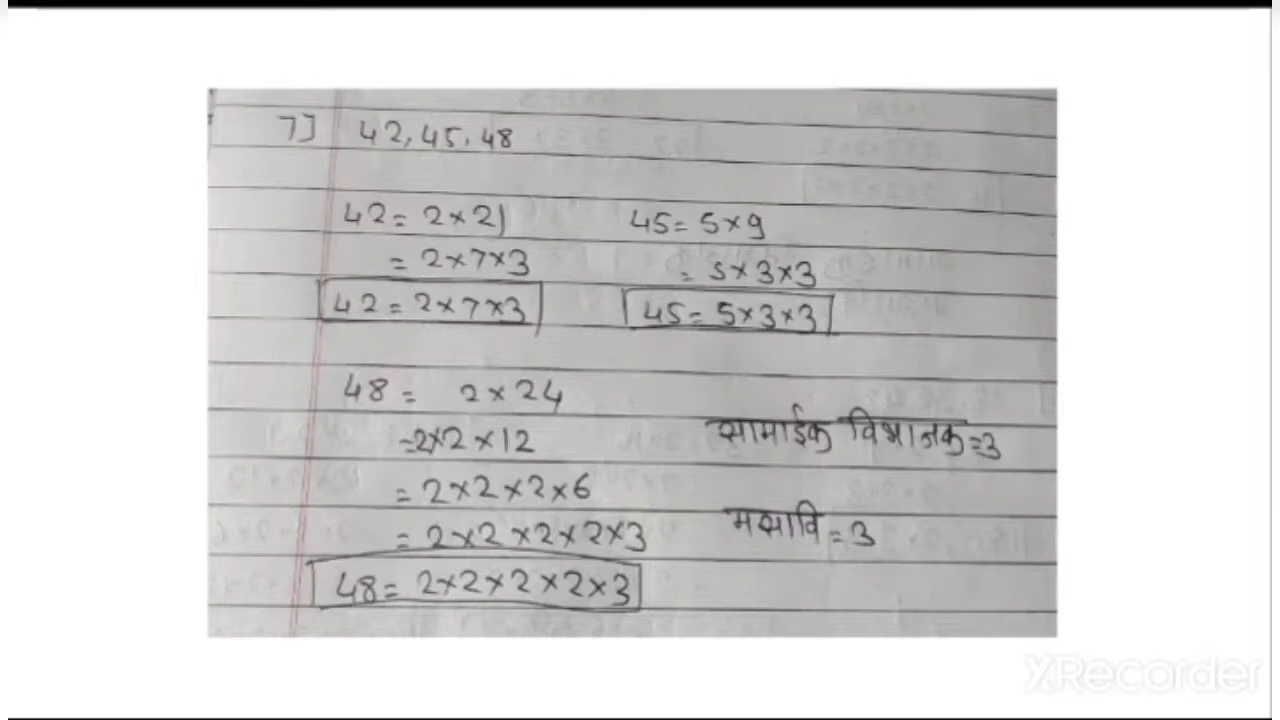 7] 42, 45, 48
42 = 2 × 21
= 2 × 7 × 3
42 = 2 × 7 × 3
45 = 5 × 9
= 5 × 3 × 3
45 = 5 × 3 × 3
48 = 2 × 24
= 2 × 2 × 12
= 2 × 2 × 2 × 6
= 2 × 2 × 2 × 2 × 3
48 = 2 × 2 × 2 × 2 × 3
सामाईक विभाजक = 3
मसावि = 3
XRecorder